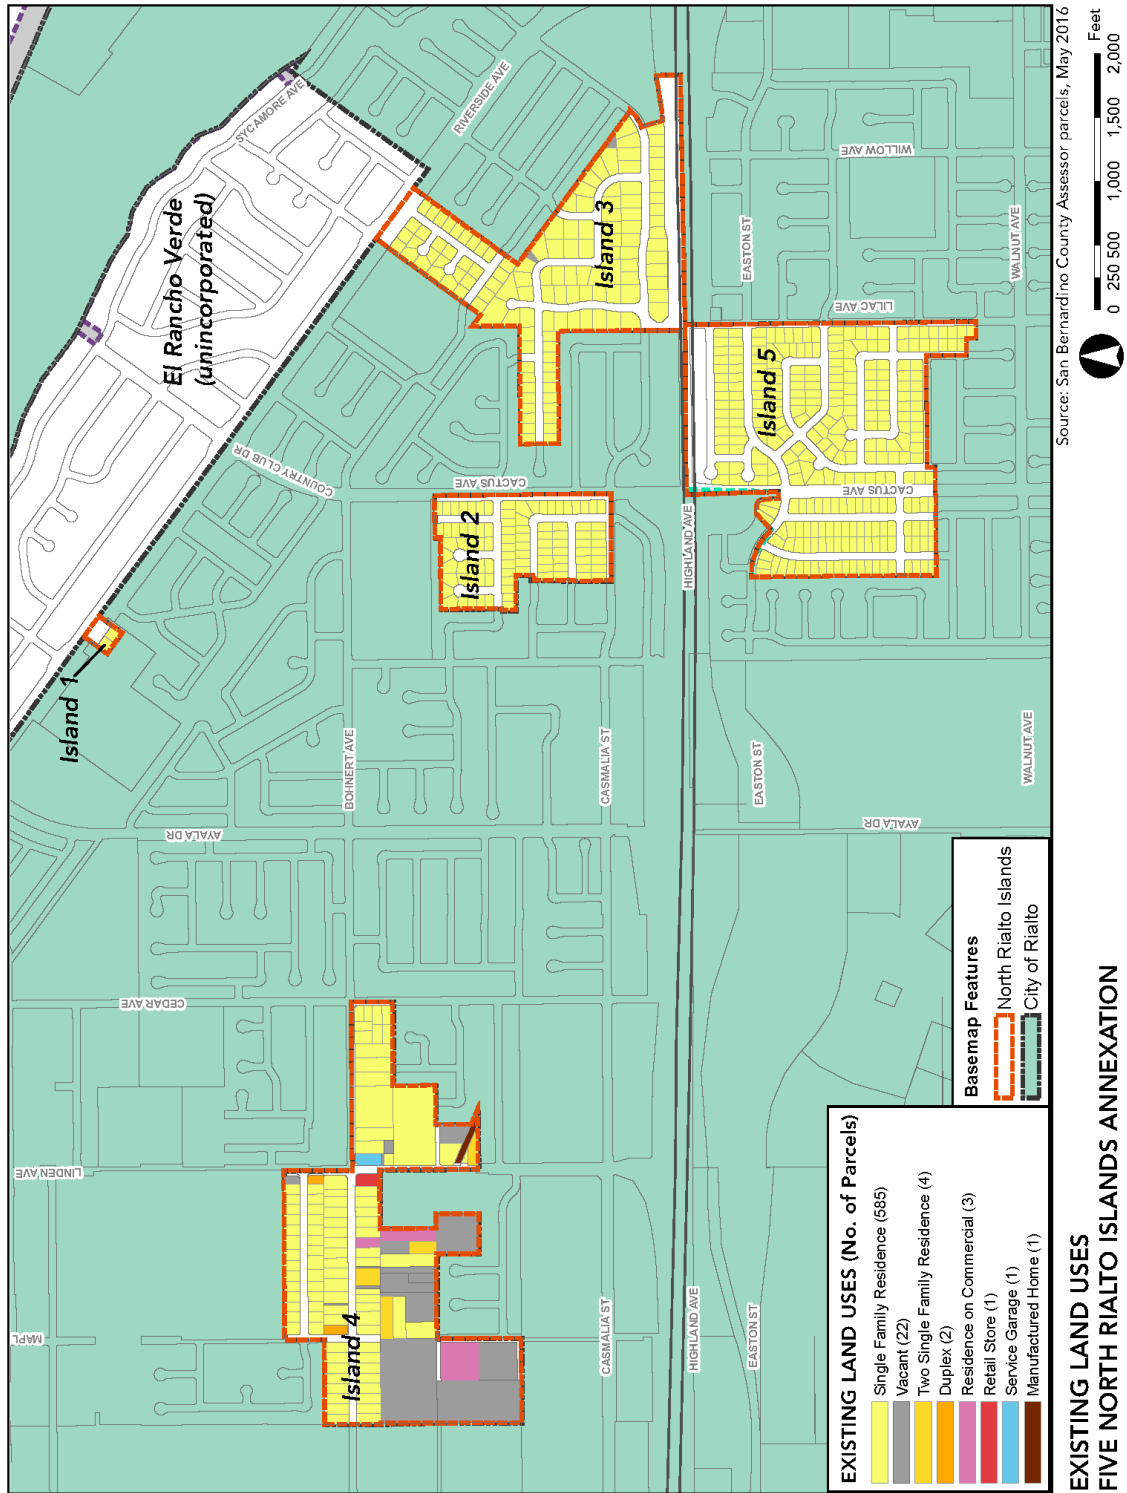 El Rancho Verde
(unincorporated)
SYCAMORE AVE
RIVERSIDE AVE
COUNTRY CLUB DR
Island 1
Island 2
Island 3
Island 4
Island 5
MAPL
LINDEN AVE
CEDAR AVE
AYALA DR
BOHNERT AVE
CACTUS AVE
CASMALIA ST
CASMALIA ST
HIGHLAND AVE
HIGHLAND AVE
EASTON ST
EASTON ST
EASTON ST
AYALA DR
CACTUS AVE
LILAC AVE
WILLOW AVE
WALNUT AVE
WALNUT AVE
EXISTING LAND USES (No. of Parcels)
Single Family Residence (585)
Vacant (22)
Two Single Family Residence (4)
Duplex (2)
Residence on Commercial (3)
Retail Store (1)
Service Garage (1)
Manufactured Home (1)
Basemap Features
North Rialto Islands
City of Rialto
EXISTING LAND USES
FIVE NORTH RIALTO ISLANDS ANNEXATION
Source: San Bernardino County Assessor parcels, May 2016
0 250 500 1,000 1,500 2,000
Feet